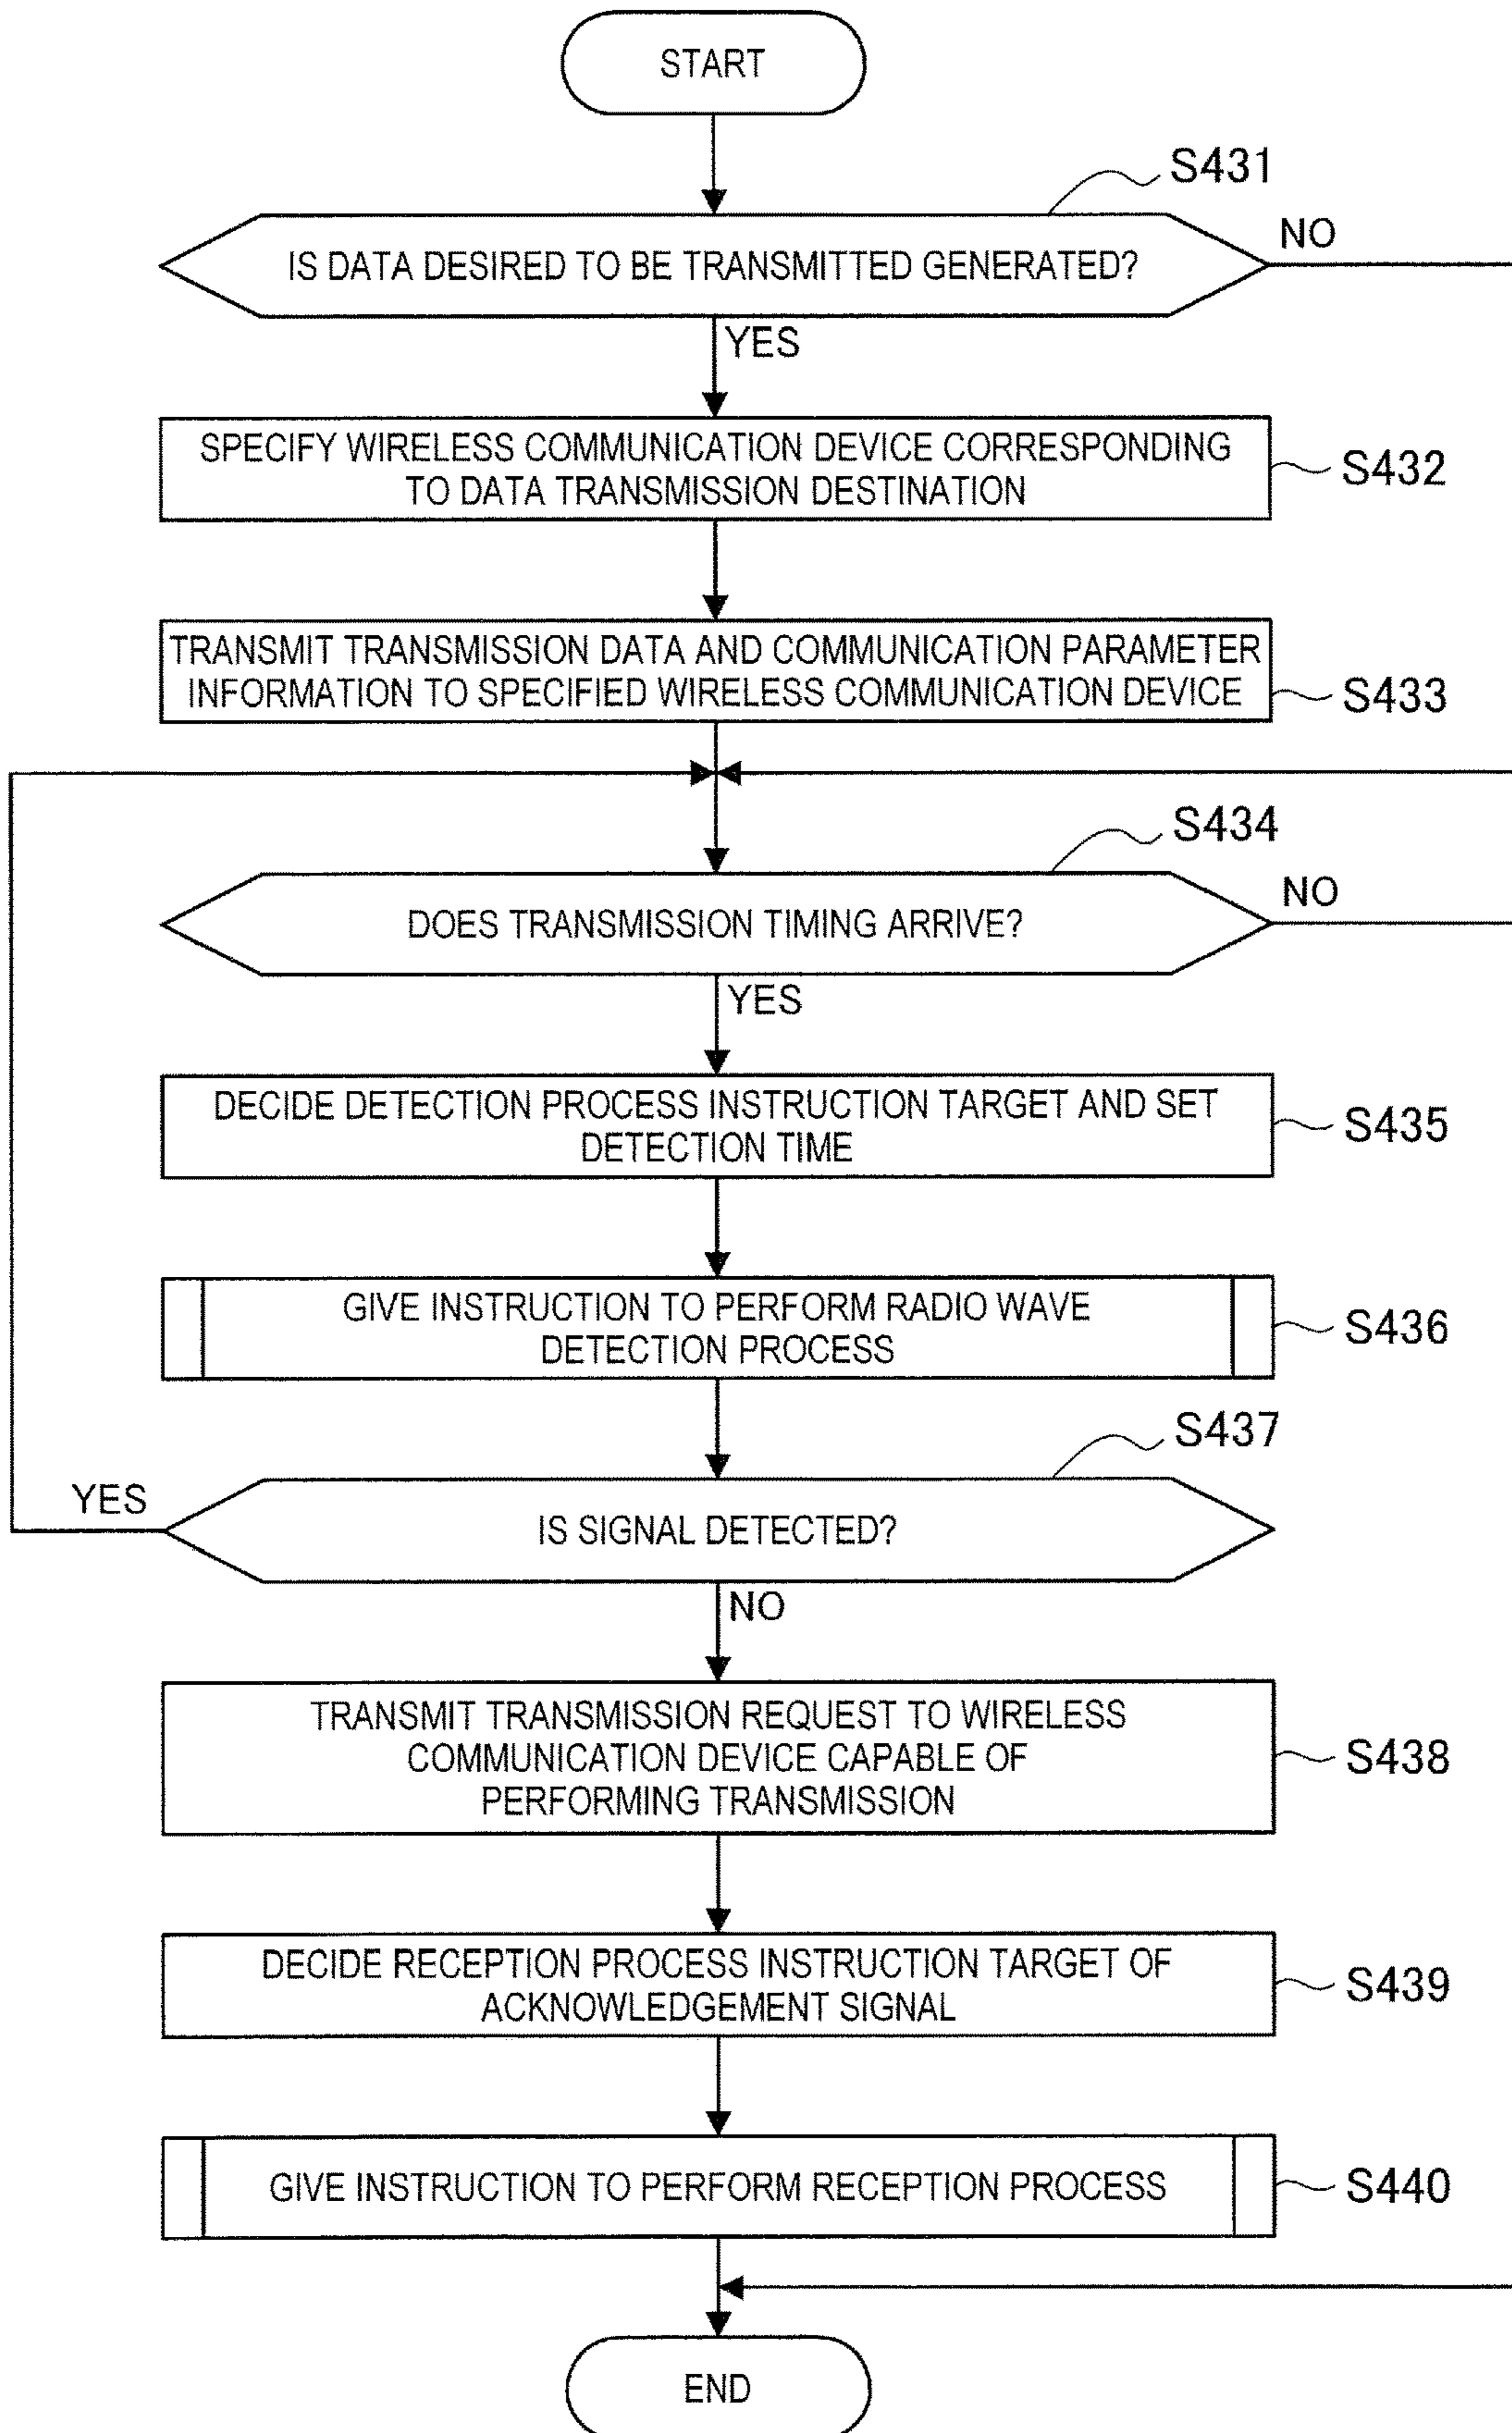 START
S431
IS DATA DESIRED TO BE TRANSMITTED GENERATED?
NO
YES
SPECIFY WIRELESS COMMUNICATION DEVICE CORRESPONDING
TO DATA TRANSMISSION DESTINATION
S432
TRANSMIT TRANSMISSION DATA AND COMMUNICATION PARAMETER
INFORMATION TO SPECIFIED WIRELESS COMMUNICATION DEVICE
S433
S434
DOES TRANSMISSION TIMING ARRIVE?
NO
YES
DECIDE DETECTION PROCESS INSTRUCTION TARGET AND SET
DETECTION TIME
S435
GIVE INSTRUCTION TO PERFORM RADIO WAVE
DETECTION PROCESS
S436
S437
YES
IS SIGNAL DETECTED?
NO
TRANSMIT TRANSMISSION REQUEST TO WIRELESS
COMMUNICATION DEVICE CAPABLE OF
PERFORMING TRANSMISSION
S438
DECIDE RECEPTION PROCESS INSTRUCTION TARGET OF
ACKNOWLEDGEMENT SIGNAL
S439
GIVE INSTRUCTION TO PERFORM RECEPTION PROCESS
S440
END